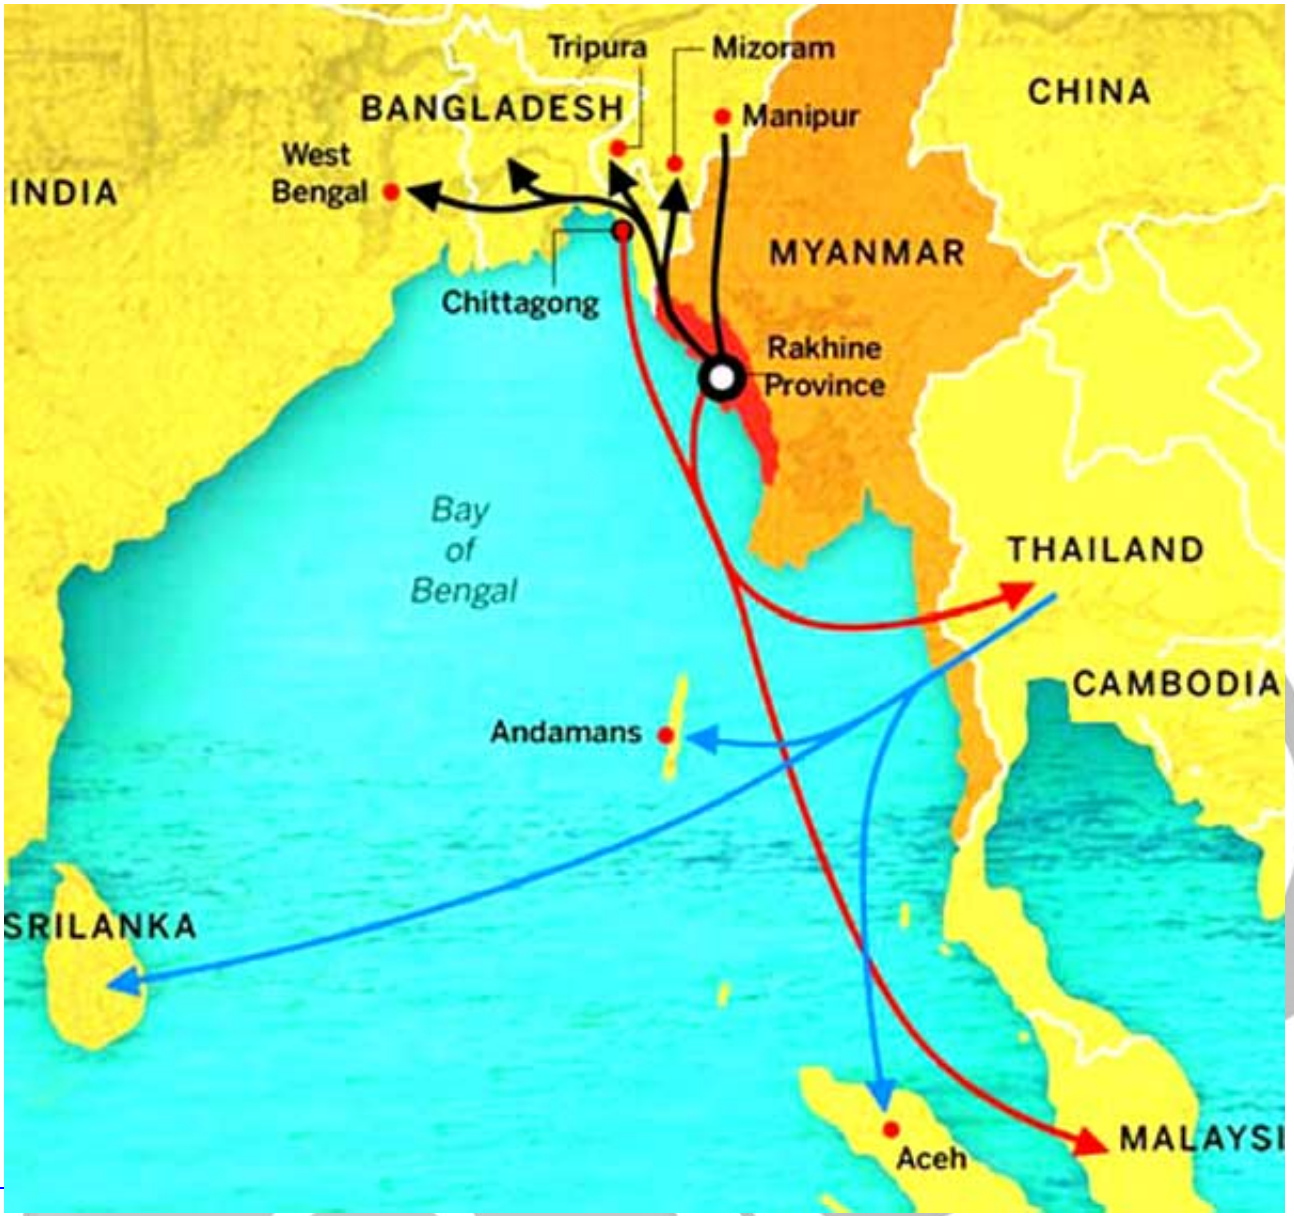 Tripura
Mizoram
CHINA
BANGLADESH
Manipur
West
Bengal
INDIA
MYANMAR
Chittagong
Rakhine
Province
Bay
of
Bengal
THAILAND
CAMBODIA
Andamans
SRILANKA
MALAYSI
Aceh